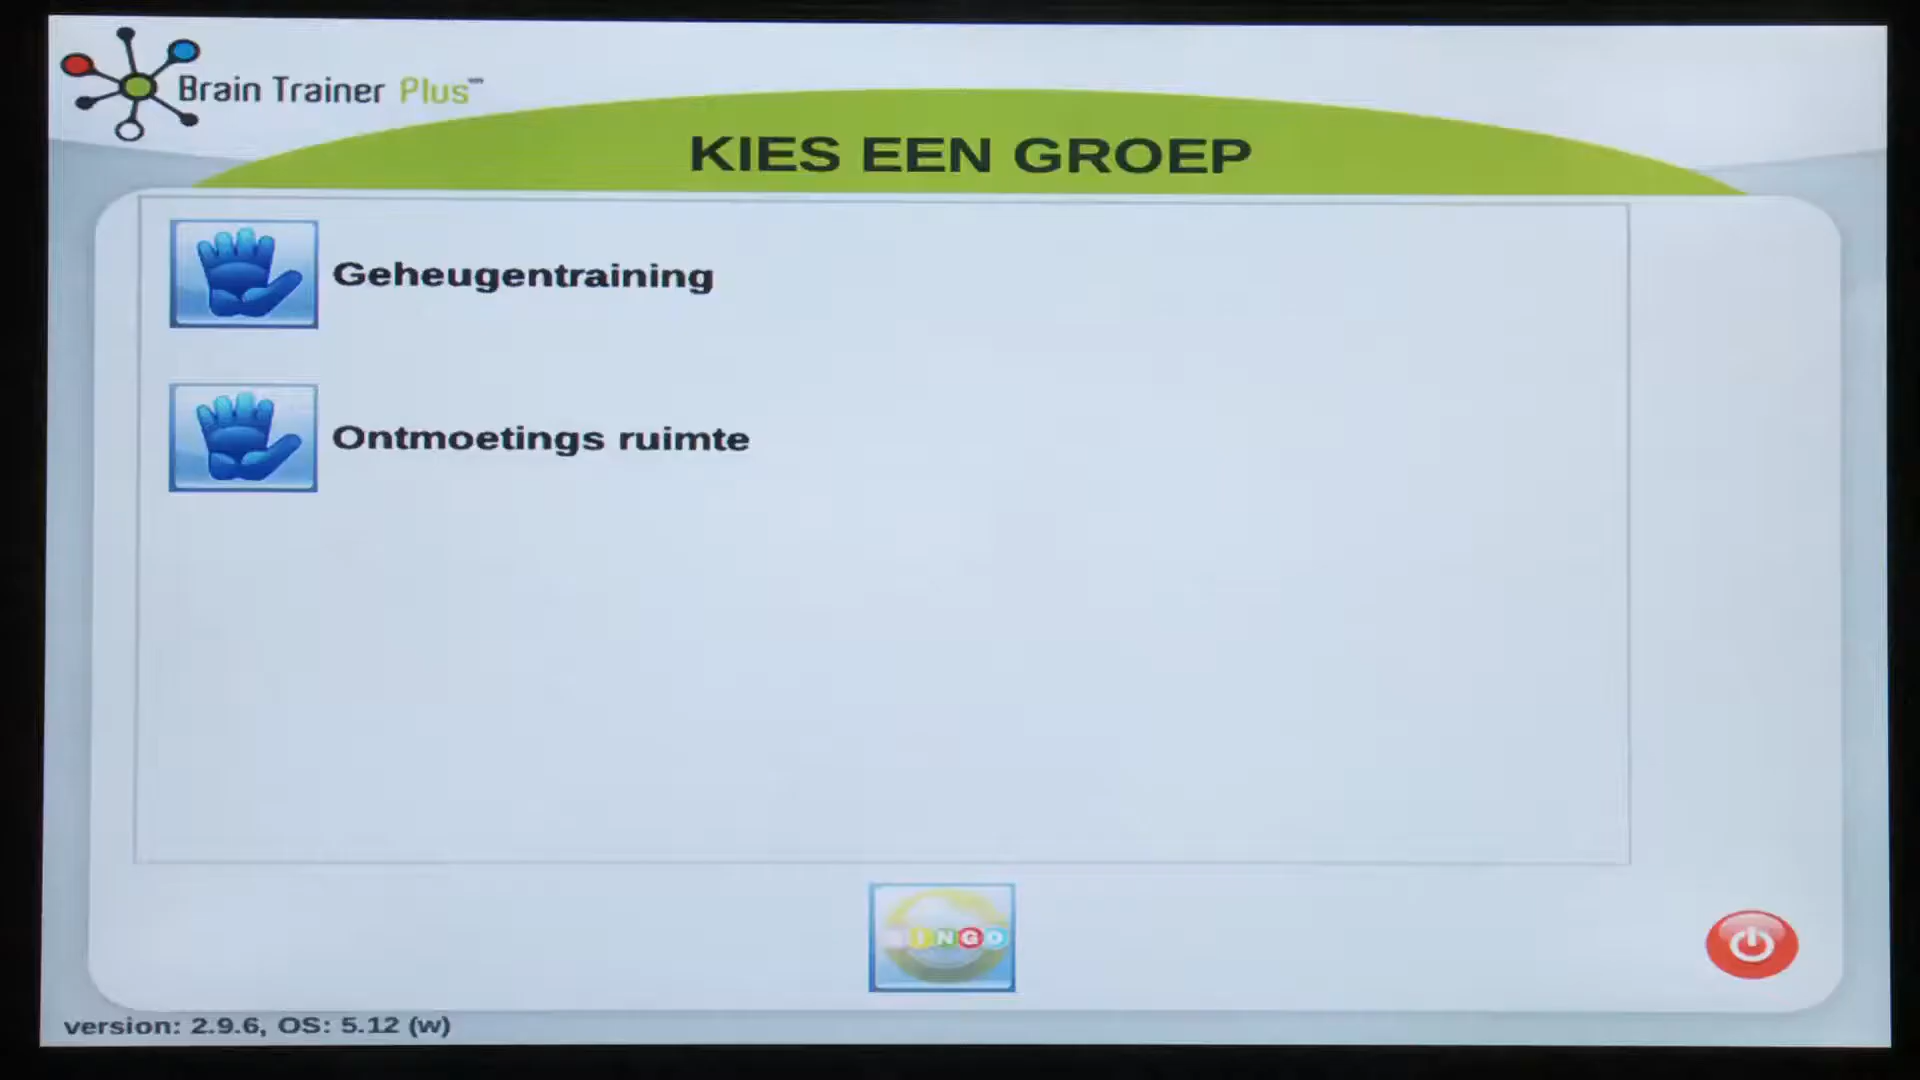 Brain Trainer Plus™
KIES EEN GROEP
Geheugentraining
Ontmoetings ruimte
BINGO
version: 2.9.6, OS: 5.12 (w)